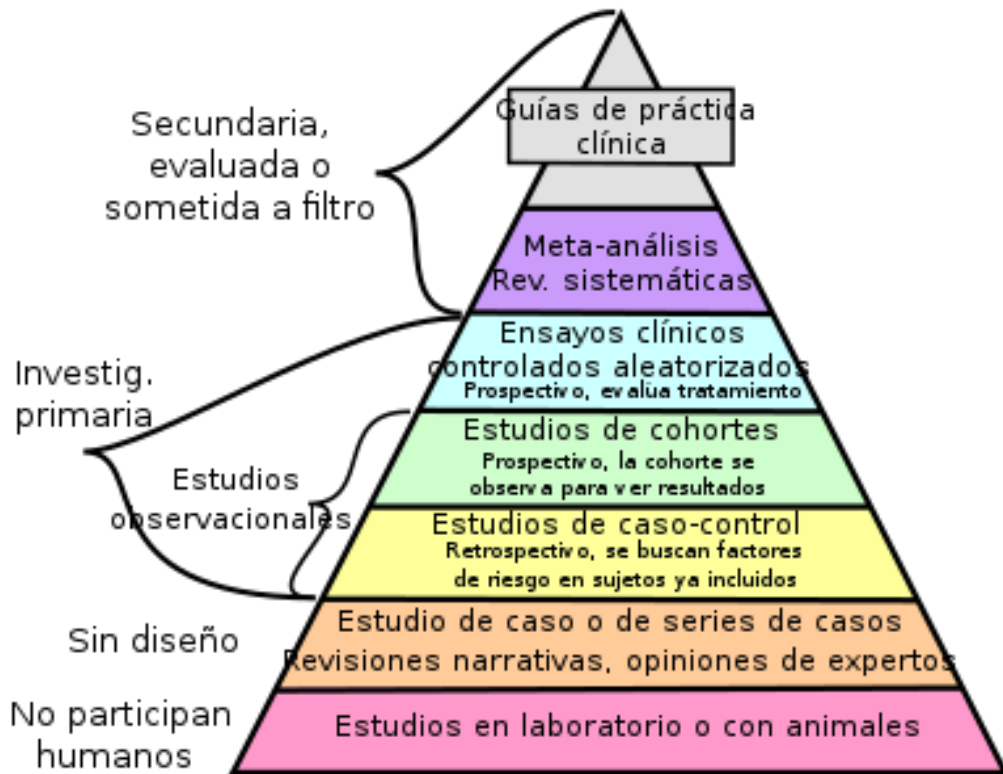 Guías de práctica
clínica
Secundaria,
evaluada o
sometida a filtro
Meta-análisis
Rev. sistemáticas
Ensayos clínicos
controlados aleatorizados
Prospectivo, evalúa tratamiento
Investig.
primaria
Estudios de cohortes
Prospectivo, la cohorte se
observa para ver resultados
Estudios
observacionales
Estudios de caso-control
Retrospectivo, se buscan factores
de riesgo en sujetos ya incluidos
Sin diseño
Estudio de caso o de series de casos
Revisiones narrativas, opiniones de expertos
No participan
humanos
Estudios en laboratorio o con animales